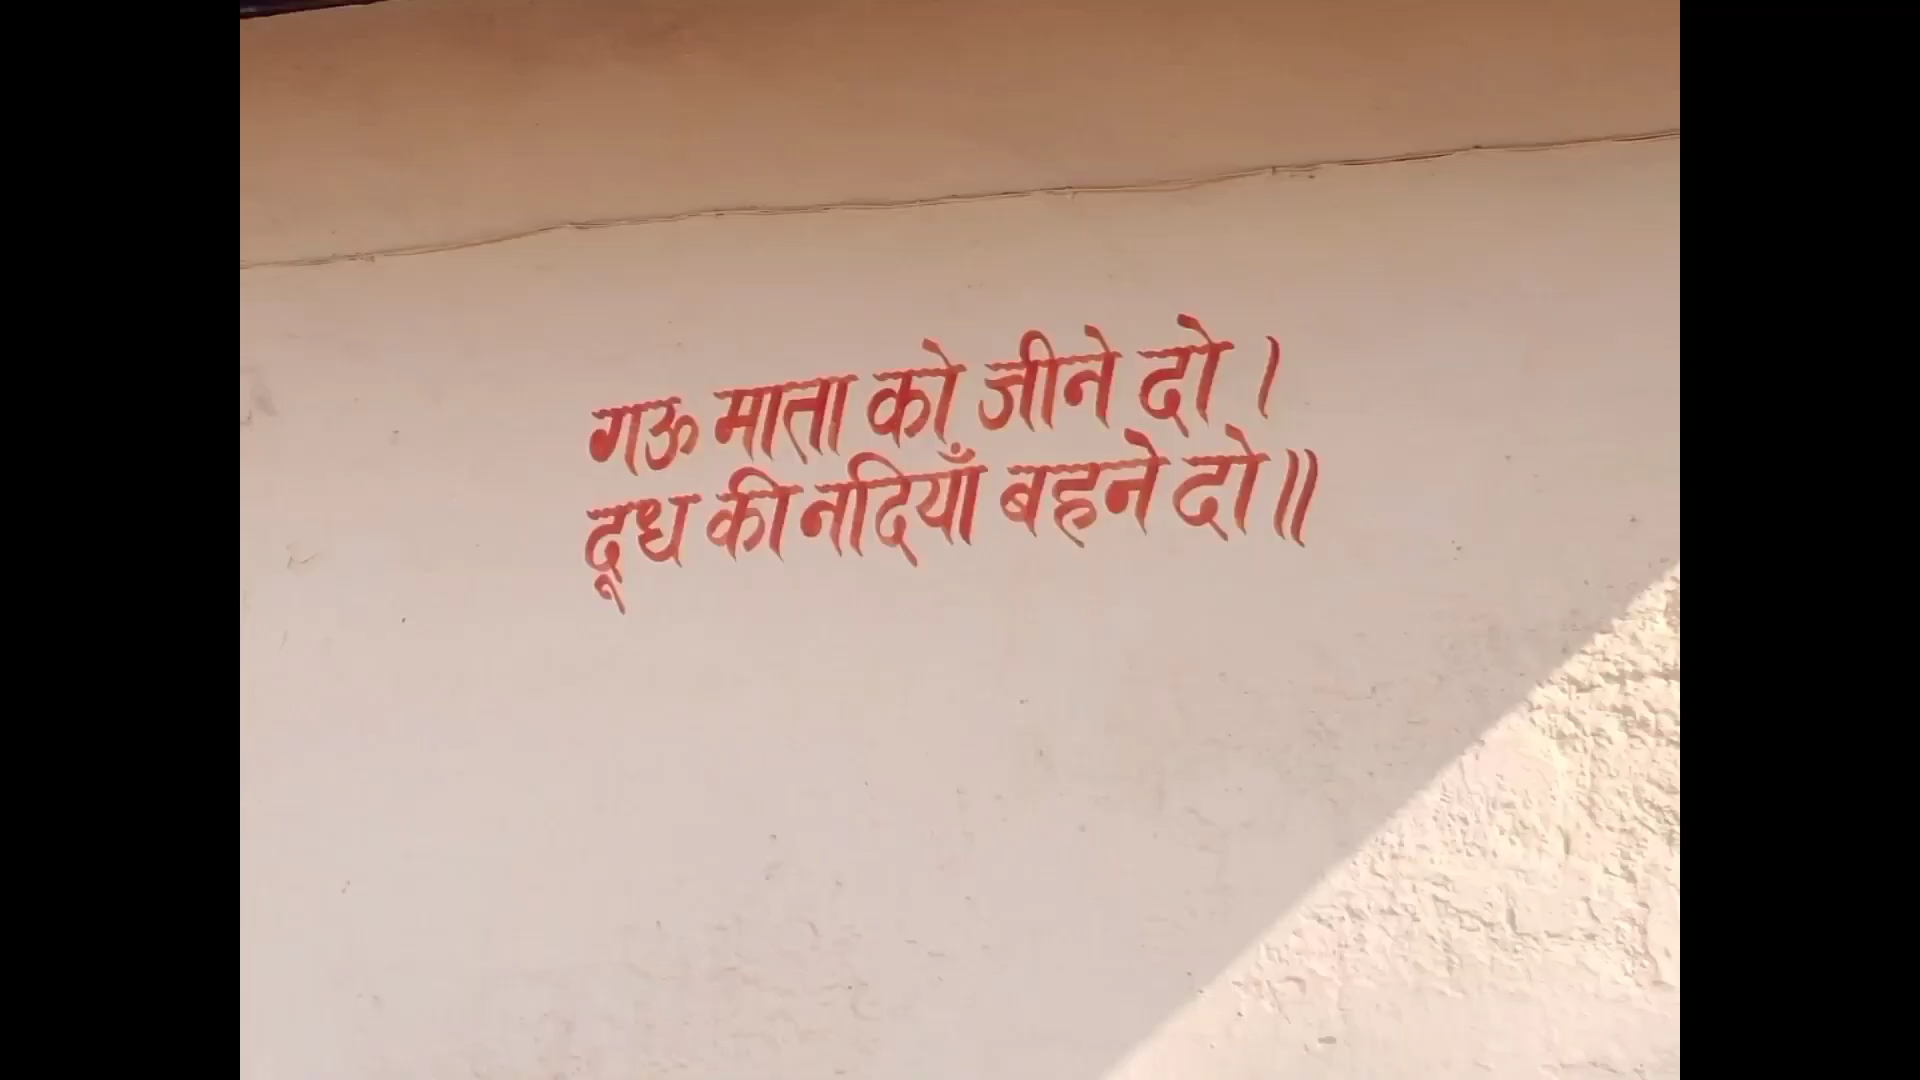 गऊ माता को जीने दो ।
दूध की नदियाँ बहने दो ॥